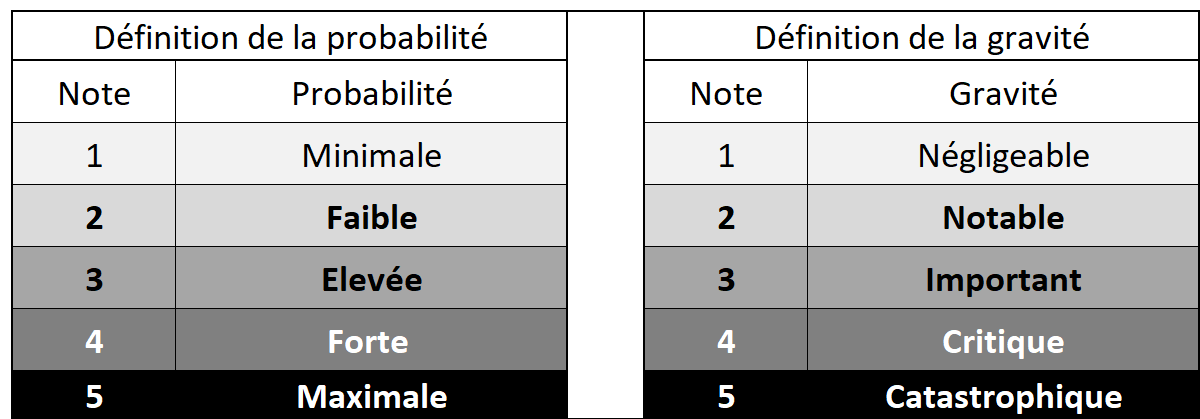 Définition de la probabilité Définition de la gravité
Note Probabilité Note Gravité
1 Minimale 1 Négligeable
2 Faible 2 Notable
3 Elevée 3 Important
4 Forte 4 Critique
5 Maximale 5 Catastrophique